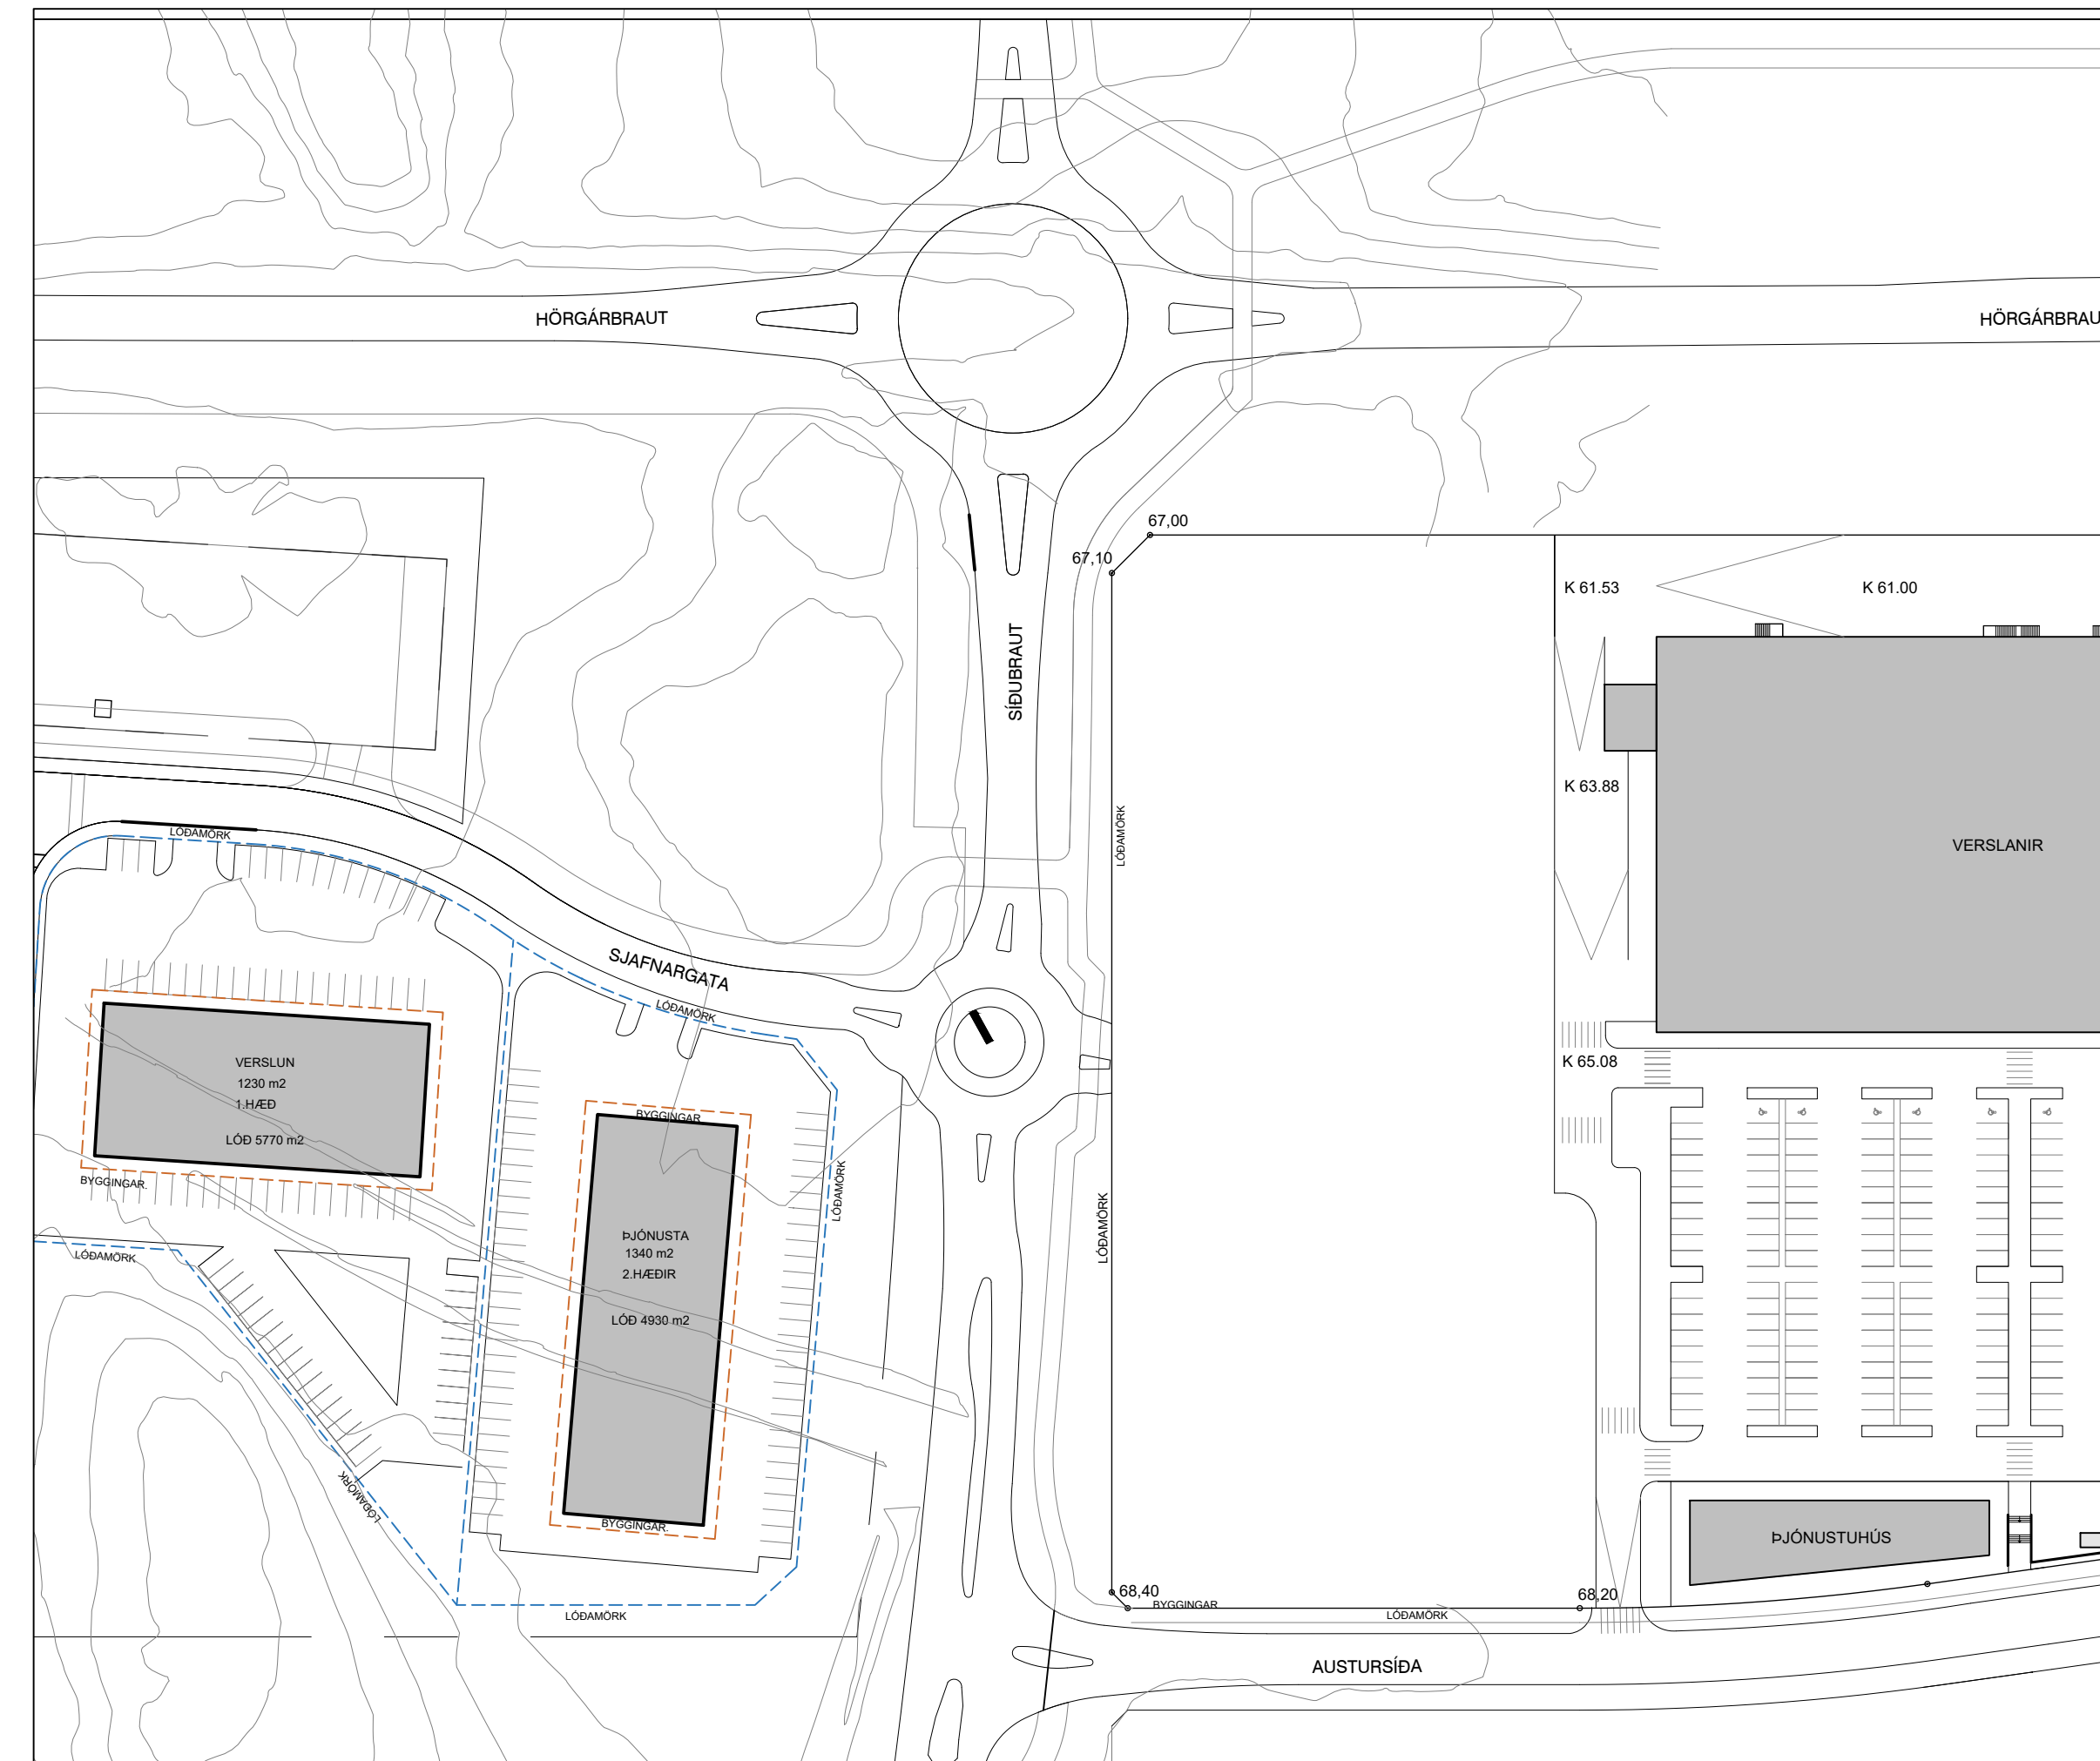 HÖRGÁRBRAUT
HÖRGÁRBRAU
67,00
67,10
SÍÐUBRAUT
K 61.53
K 61.00
K 63.88
LÓÐAMÖRK
LÓÐAMÖRK
VERSLANIR
SJAFNARGATA
LÓÐAMÖRK
K 65.08
VERSLUN
1230 m2
1.HÆÐ
LÓÐ 5770 m2
BYGGINGAR.
LÓÐAMÖRK
BYGGINGAR
ÞJÓNUSTA
1340 m2
2.HÆÐIR
LÓÐ 4930 m2
BYGGINGAR.
LÓÐAMÖRK
LÓÐAMÖRK
LÓÐAMÖRK
LÓÐAMÖRK
ÞJÓNUSTUHÚS
68,40
BYGGINGAR
LÓÐAMÖRK
68,20
AUSTURSÍÐA